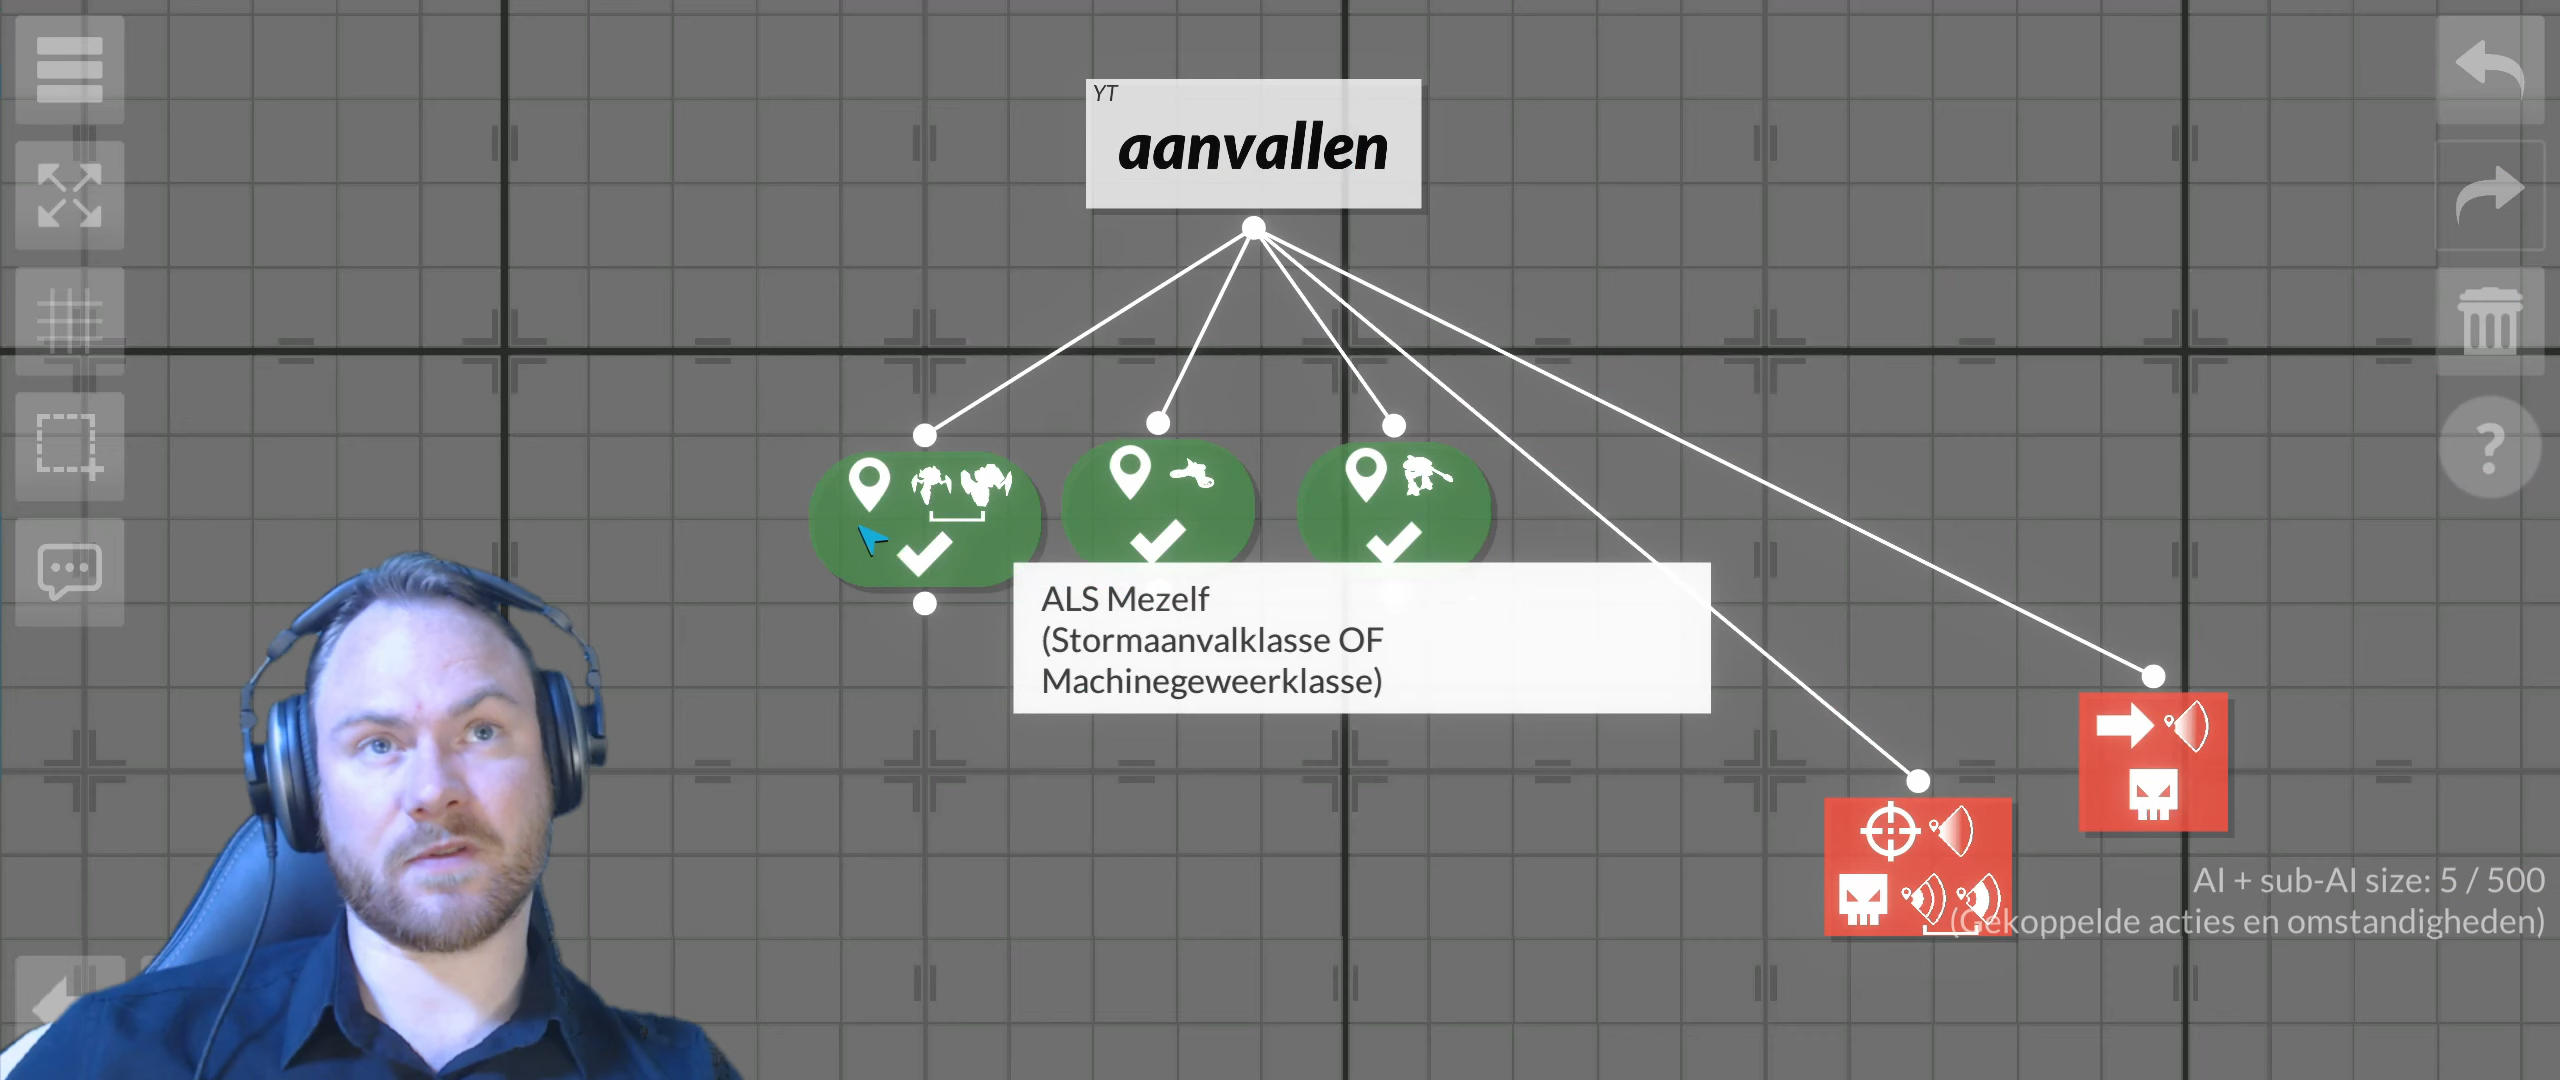 YT
aanvallen
ALS Mezelf
(Stormaanvalklasse OF
Machinegeweerklasse)
?
AI + sub-AI size: 5 / 500
(Gekoppelde acties en omstandigheden)